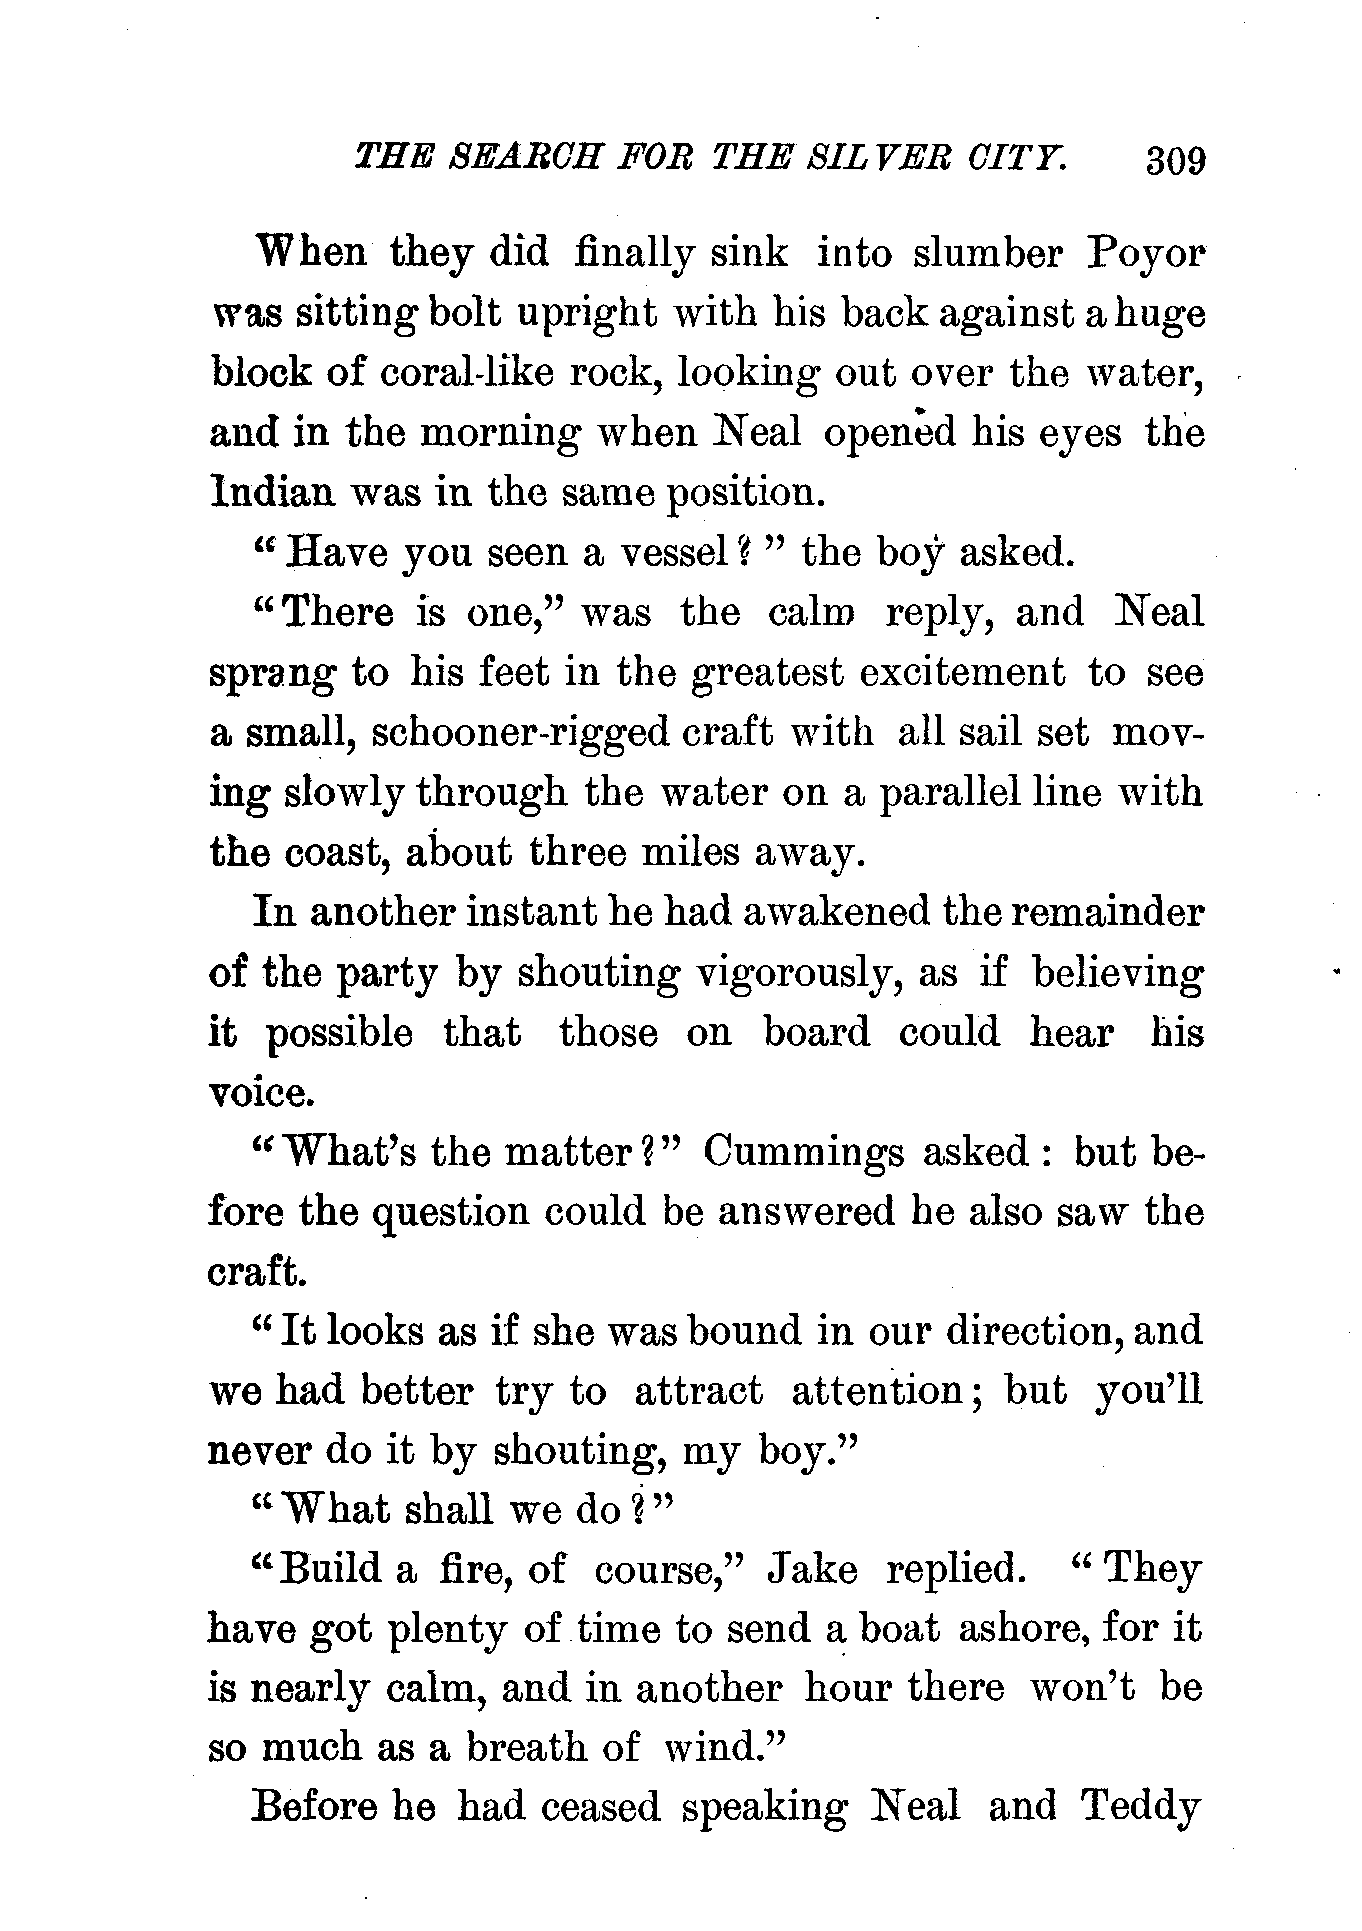 THE SEARCH FOR THE SILVER CITY. 309
When they did finally sink into slumber Poyor
was sitting bolt upright with his back against a huge
block of coral-like rock, looking out over the water,
and in the morning when Neal opened his eyes the
Indian was in the same position.
“Have you seen a vessel?” the boy asked.
“There is one,” was the calm reply, and Neal
sprang to his feet in the greatest excitement to see
a small, schooner-rigged craft with all sail set mov-
ing slowly through the water on a parallel line with
the coast, about three miles away.
In another instant he had awakened the remainder
of the party by shouting vigorously, as if believing
it possible that those on board could hear his
voice.
“What's the matter?” Cummings asked : but be-
fore the question could be answered he also saw the
craft.
“It looks as if she was bound in our direction, and
we had better try to attract attention; but you'll
never do it by shouting, my boy.”
“What shall we do?”
“Build a fire, of course,” Jake replied. “They
have got plenty of time to send a boat ashore, for it
is nearly calm, and in another hour there won't be
so much as a breath of wind.”
Before he had ceased speaking Neal and Teddy